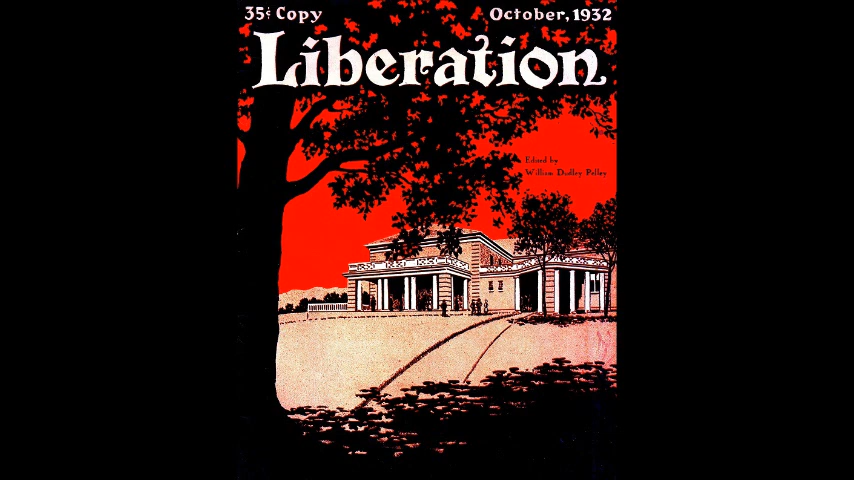 35¢ Copy
October, 1932
Liberation
Edited by
William Dudley Pelley